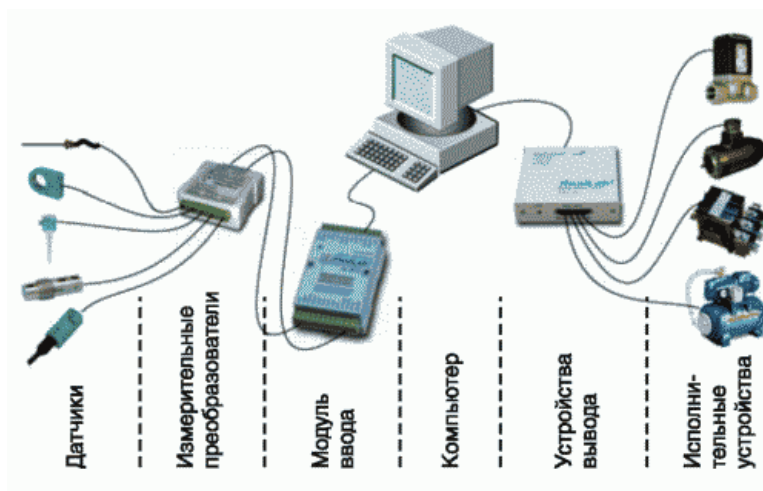 Датчики
Измерительные
преобразователи
Модуль
ввода
Компьютер
Устройства
вывода
Исполни-
тельные
устройства